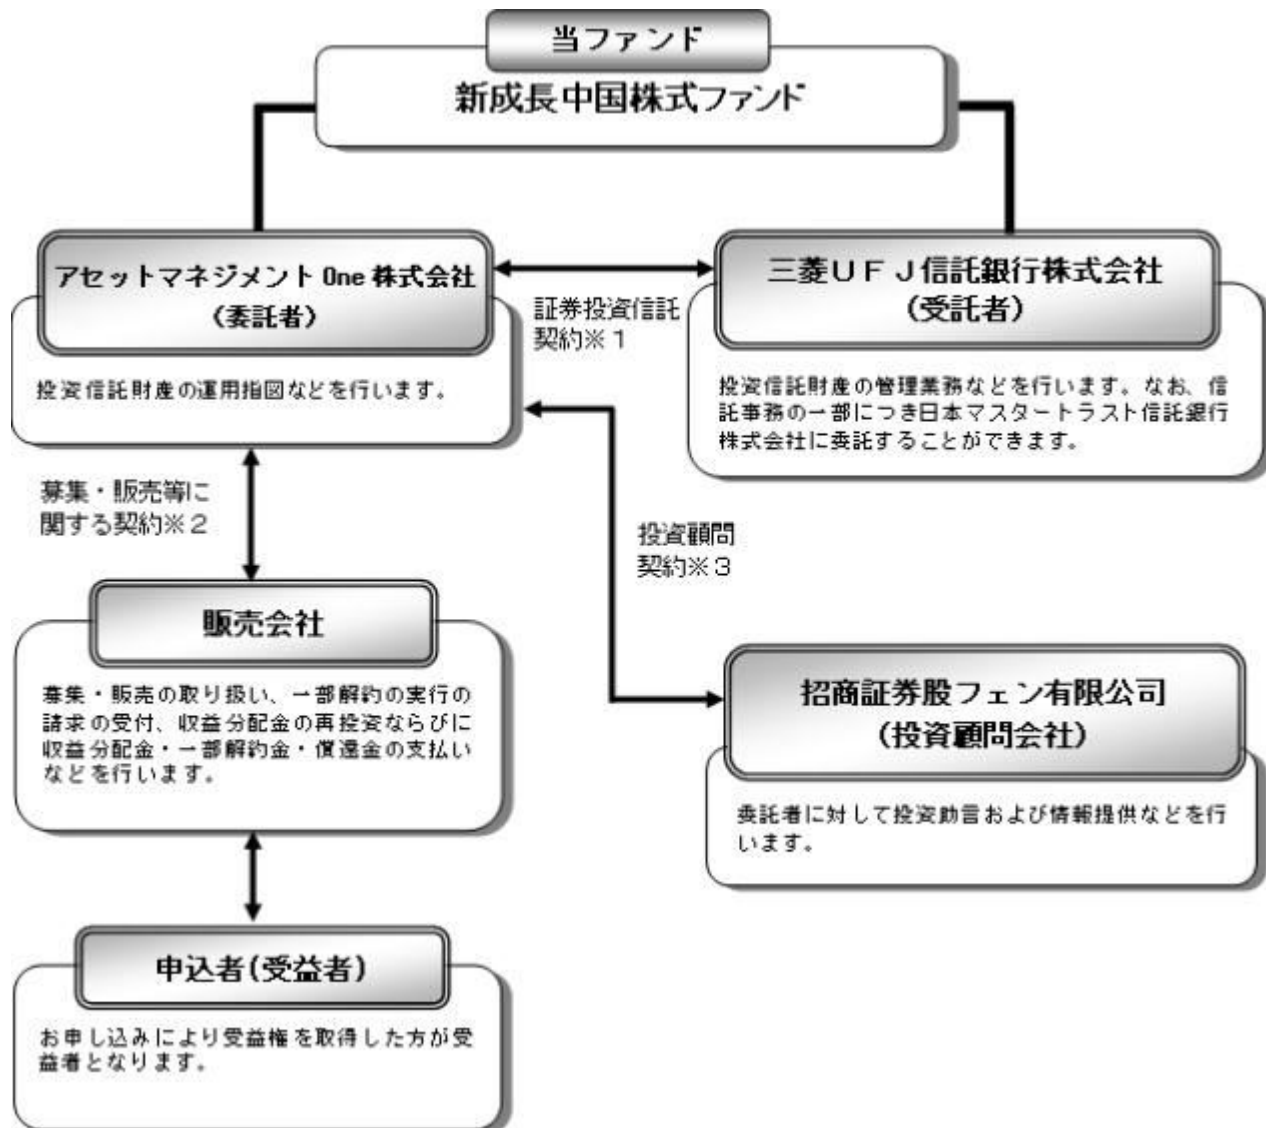 当ファンド
新成長中国株式ファンド
アセットマネジメント One 株式会社
（委託者）
投資信託財産の運用指図などを行います。
証券投資信託
契約※１
三菱ＵＦＪ信託銀行株式会社
(受託者)
投資信託財産の管理業務などを行います。なお、信
託事務の一部につき日本マスタートラスト信託銀行
株式会社に委託することができます。
募集・販売等に
関する契約※２
投資顧問
契約※３
販売会社
募集・販売の取り扱い、一部解約の実行の
請求の受付、収益分配金の再投資ならびに
収益分配金・一部解約金・償還金の支払い
などを行います。
招商証券股フェン有限公司
(投資顧問会社)
委託者に対して投資助言および情報提供などを行
います。
申込者(受益者)
お申し込みにより受益権を取得した方が受
益者となります。